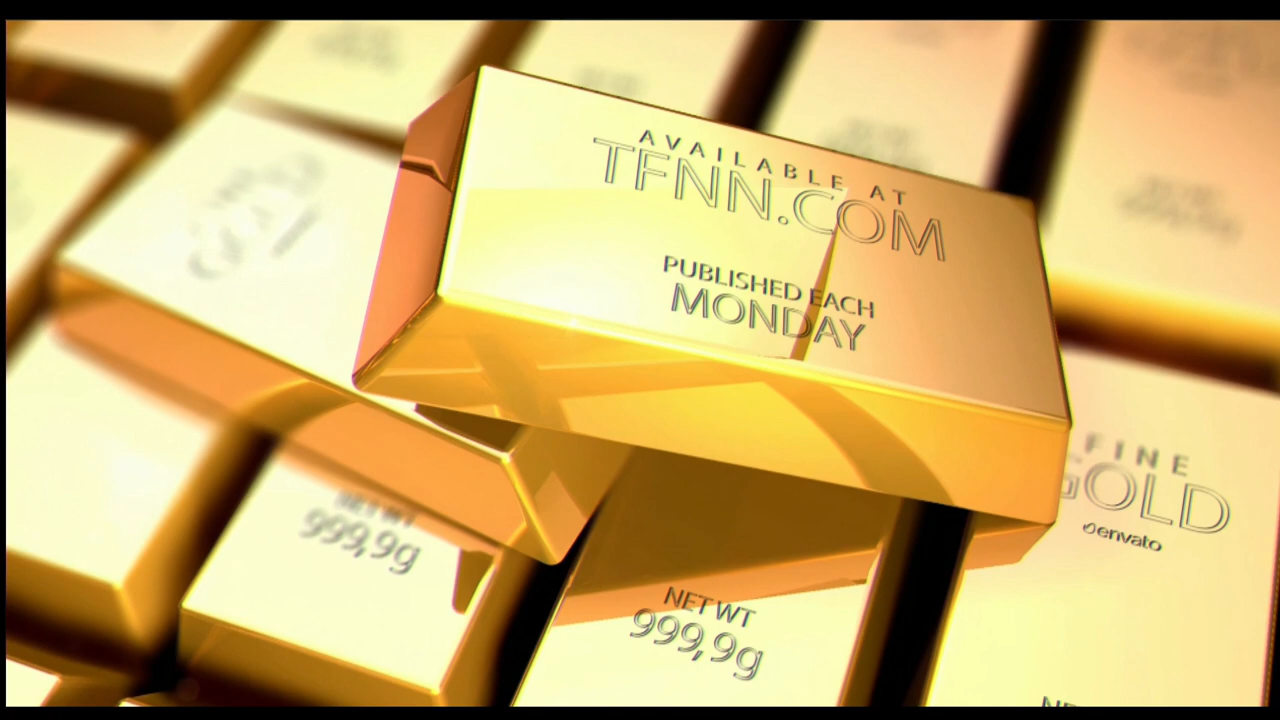 AVAILABLE AT
TFNN.COM
PUBLISHED EACH
MONDAY
FINE
GOLD
envato
NET WT
999,9g
NET WT
999,9g